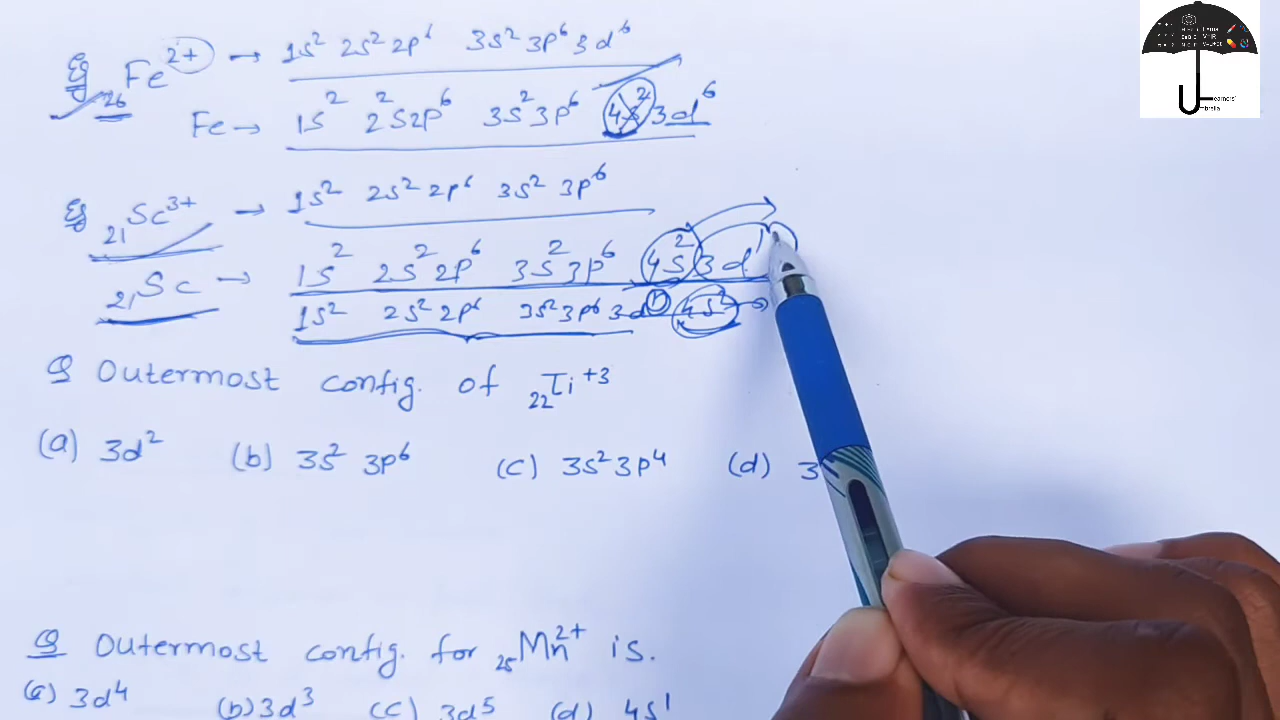 Eg 26Fe2+ → 1s² 2s² 2p⁶ 3s² 3p⁶ 3d⁶
Fe → 1s² 2s² 2p⁶ 3s² 3p⁶ 4s² 3d⁶
Eg 21Sc³⁺ → 1s² 2s² 2p⁶ 3s² 3p⁶
21Sc → 1s² 2s² 2p⁶ 3s² 3p⁶ 4s² 3d¹
1s² 2s² 2p⁶ 3s² 3p⁶ 3d 4s²
Q Outermost config. of 22Ti⁺³
(a) 3d² (b) 3s² 3p⁶ (c) 3s² 3p⁴ (d) 3
Q Outermost config. for 25Mn²⁺ is.
(a) 3d⁴ (b) 3d³ (c) 3d⁵ (d) 4s¹